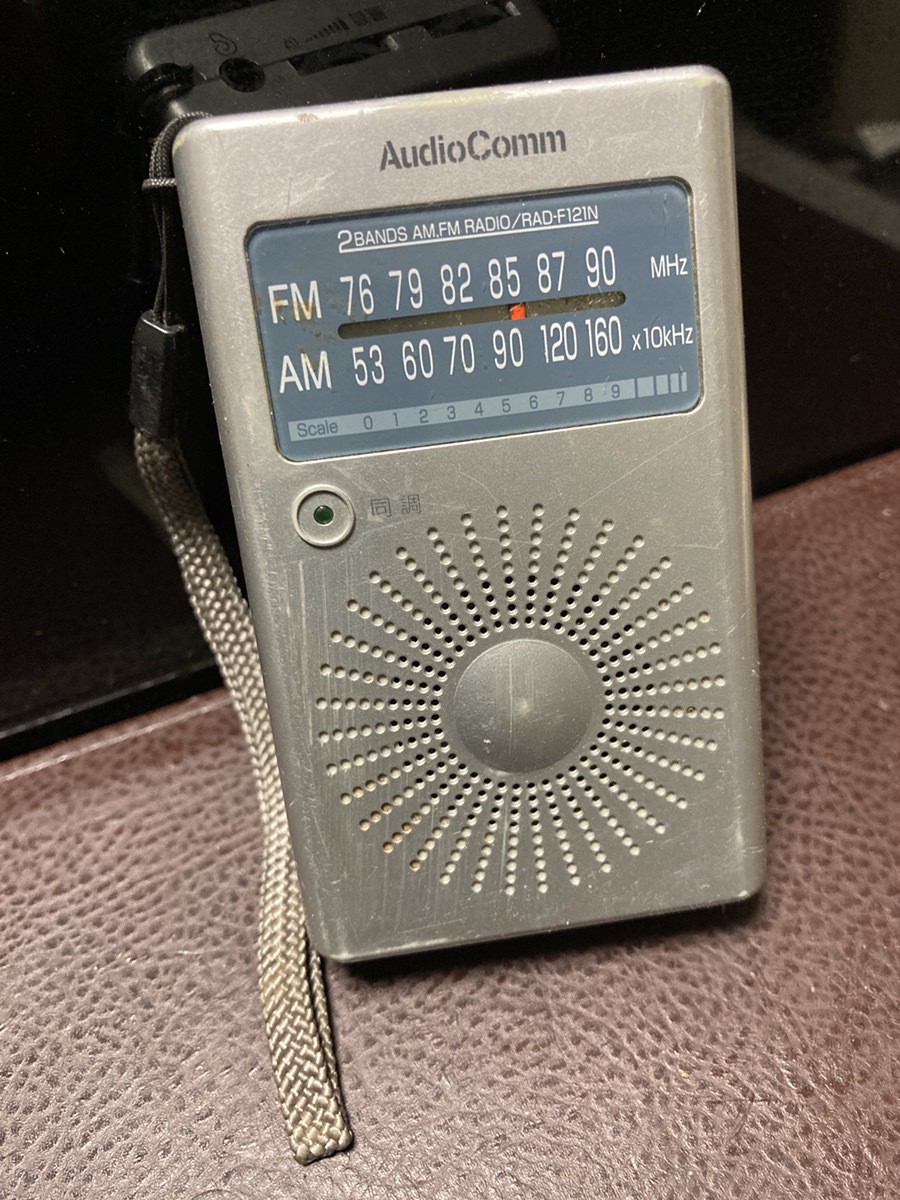 AudioComm
2BANDS AM.FM RADIO/RAD-F121N
FM 76 79 82 85 87 90 MHz
AM 53 60 70 90 120 160 x10kHz
Scale 0 1 2 3 4 5 6 7 8 9
同調